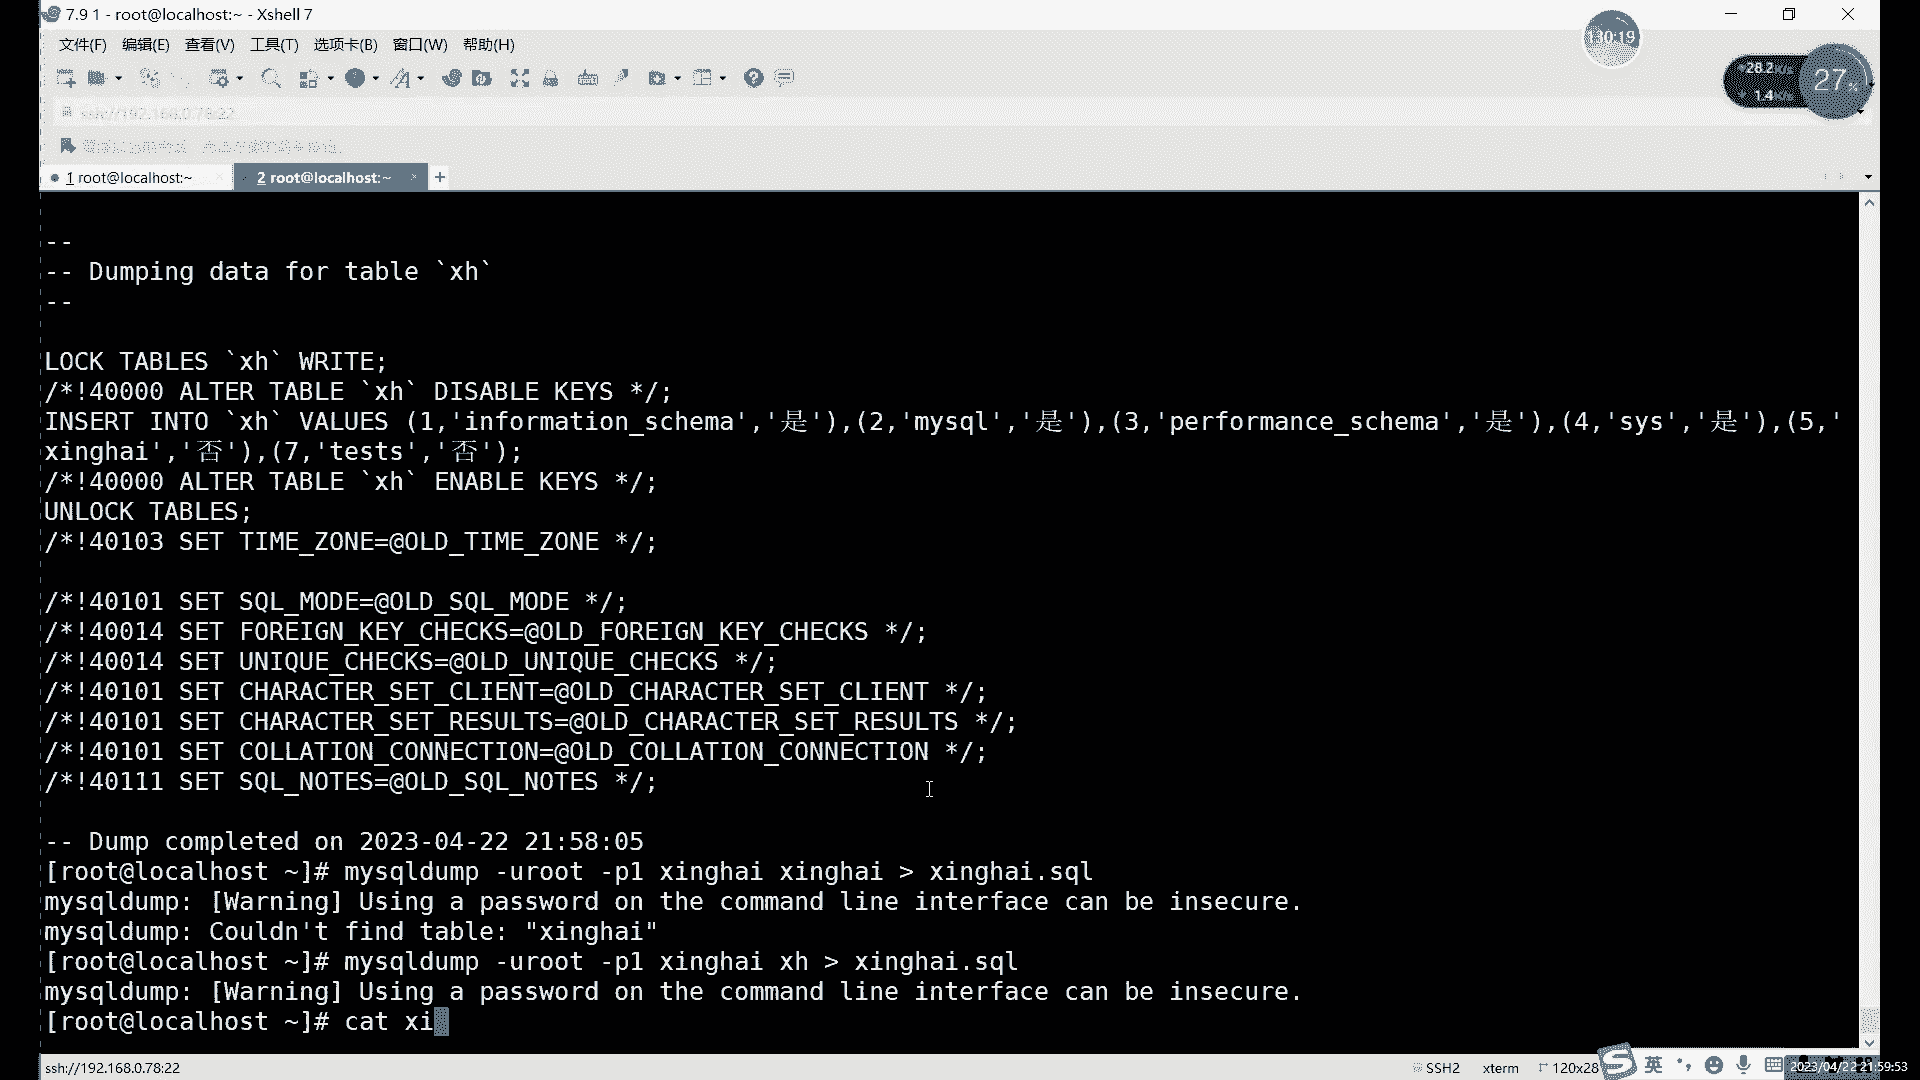 7.9 1 - root@localhost:~ - Xshell 7
文件(F) 编辑(E) 查看(V) 工具(T) 选项卡(B) 窗口(W) 帮助(H)
130:19
28.2K/s
1.4K/s
27%
ssh://192.168.0.78:22
1 root@localhost:~ × 2 root@localhost:~ × +
--
-- Dumping data for table `xh`
--
LOCK TABLES `xh` WRITE;
/*!40000 ALTER TABLE `xh` DISABLE KEYS */;
INSERT INTO `xh` VALUES (1,'information_schema','是'),(2,'mysql','是'),(3,'performance_schema','是'),(4,'sys','是'),(5,'
xinghai','否'),(7,'tests','否');
/*!40000 ALTER TABLE `xh` ENABLE KEYS */;
UNLOCK TABLES;
/*!40103 SET TIME_ZONE=@OLD_TIME_ZONE */;
/*!40101 SET SQL_MODE=@OLD_SQL_MODE */;
/*!40014 SET FOREIGN_KEY_CHECKS=@OLD_FOREIGN_KEY_CHECKS */;
/*!40014 SET UNIQUE_CHECKS=@OLD_UNIQUE_CHECKS */;
/*!40101 SET CHARACTER_SET_CLIENT=@OLD_CHARACTER_SET_CLIENT */;
/*!40101 SET CHARACTER_SET_RESULTS=@OLD_CHARACTER_SET_RESULTS */;
/*!40101 SET COLLATION_CONNECTION=@OLD_COLLATION_CONNECTION */;
/*!40111 SET SQL_NOTES=@OLD_SQL_NOTES */;
-- Dump completed on 2023-04-22 21:58:05
[root@localhost ~]# mysqldump -uroot -p1 xinghai xinghai > xinghai.sql
mysqldump: [Warning] Using a password on the command line interface can be insecure.
mysqldump: Couldn't find table: "xinghai"
[root@localhost ~]# mysqldump -uroot -p1 xinghai xh > xinghai.sql
mysqldump: [Warning] Using a password on the command line interface can be insecure.
[root@localhost ~]# cat xi
ssh://192.168.0.78:22 SSH2 xterm 120x28 英 2023/04/22 21:59:53